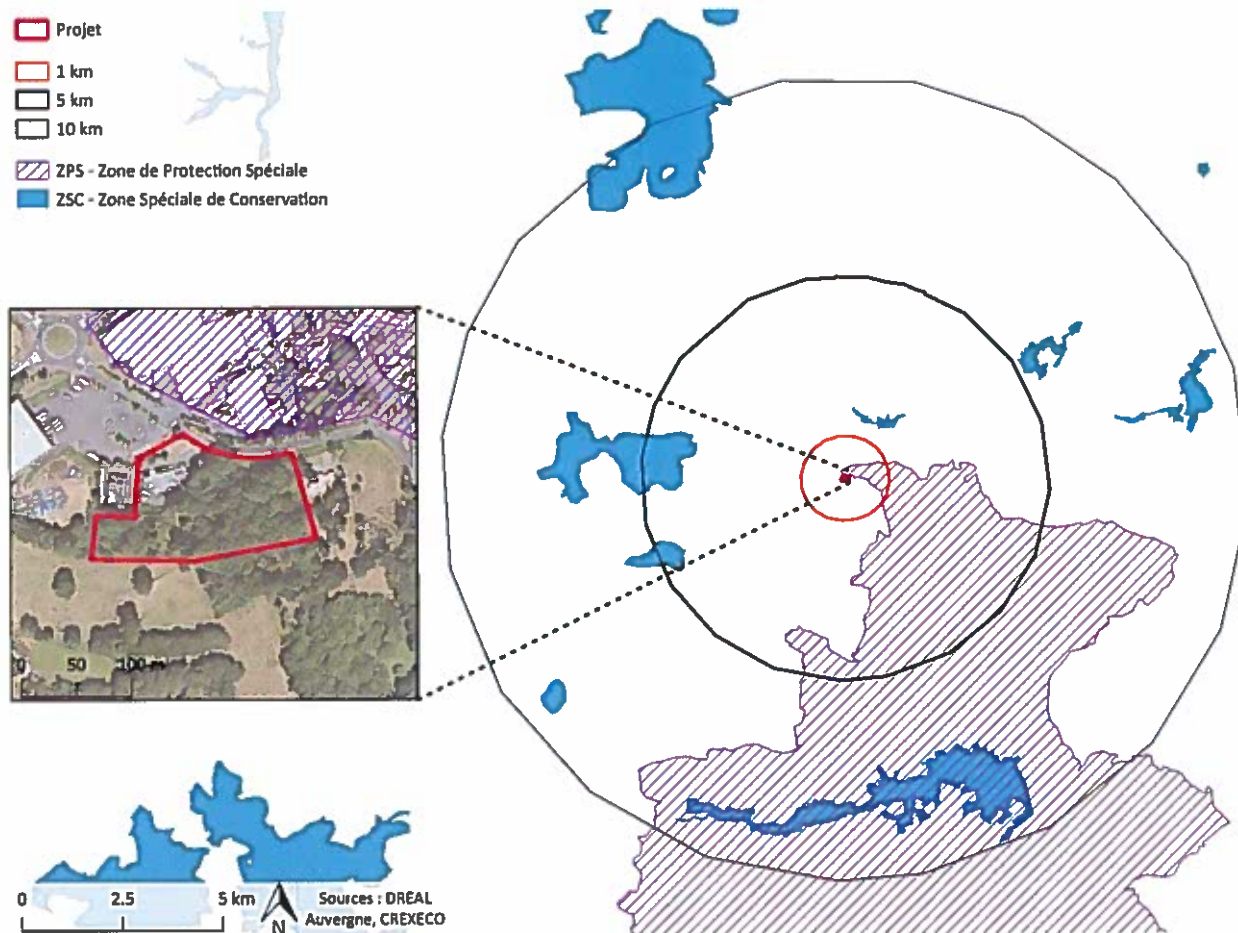 Projet
1 km
5 km
10 km
ZPS - Zone de Protection Spéciale
ZSC - Zone Spéciale de Conservation
0 50 100 m
0 2.5 5 km
N
Sources : DREAL
Auvergne, CREXECO